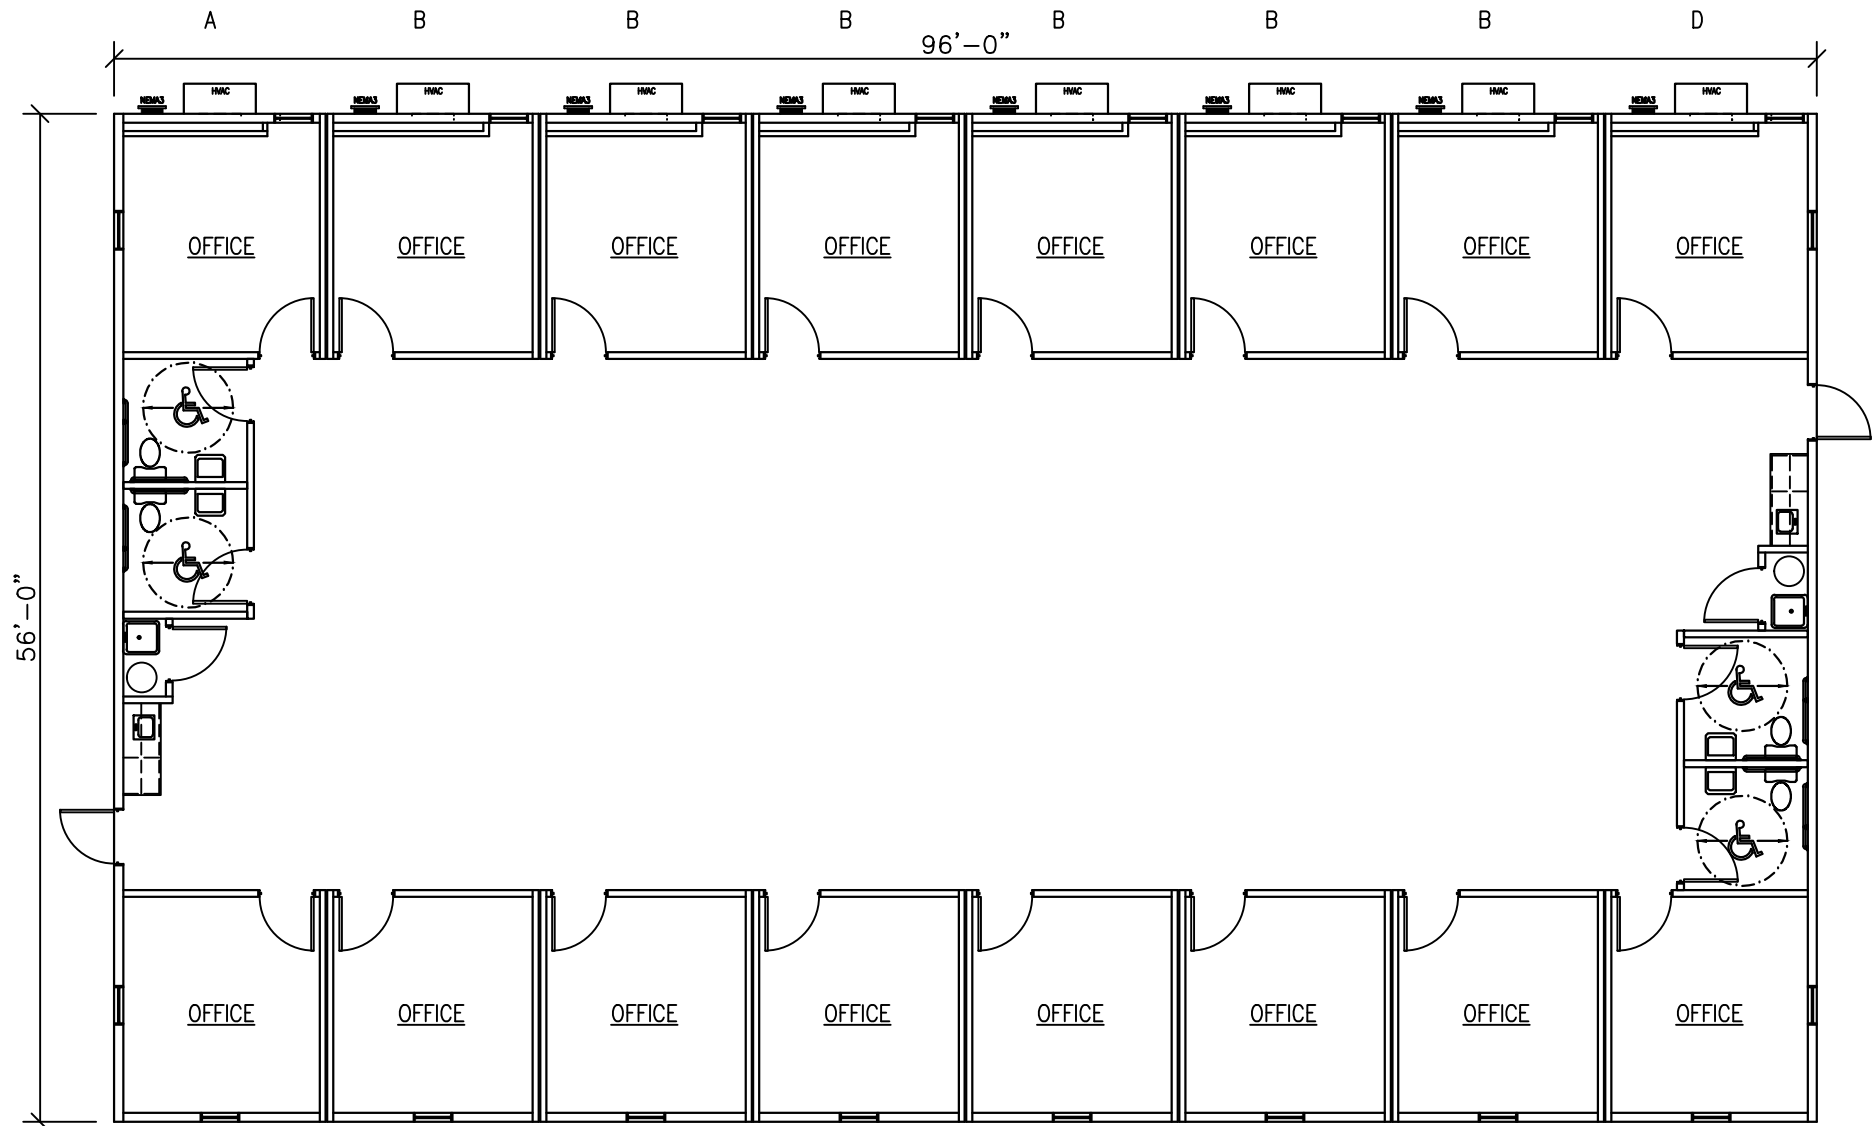 A B B B B B B D
96'-0"
HVAC HVAC HVAC HVAC HVAC HVAC HVAC HVAC
NEMA3 NEMA3 NEMA3 NEMA3 NEMA3 NEMA3 NEMA3 NEMA3
OFFICE OFFICE OFFICE OFFICE OFFICE OFFICE OFFICE OFFICE
56'-0"
OFFICE OFFICE OFFICE OFFICE OFFICE OFFICE OFFICE OFFICE